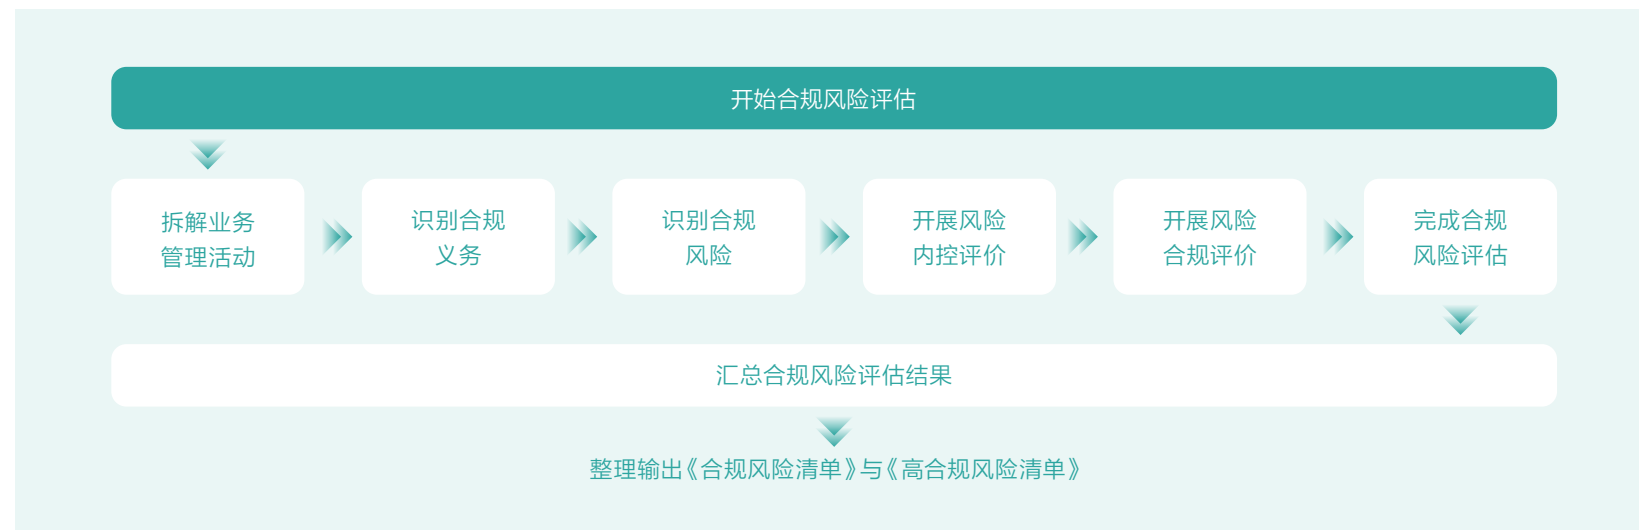 开始合规风险评估
拆解业务
管理活动
识别合规
义务
识别合规
风险
开展风险
内控评价
开展风险
合规评价
完成合规
风险评估
汇总合规风险评估结果
整理输出《合规风险清单》与《高合规风险清单》